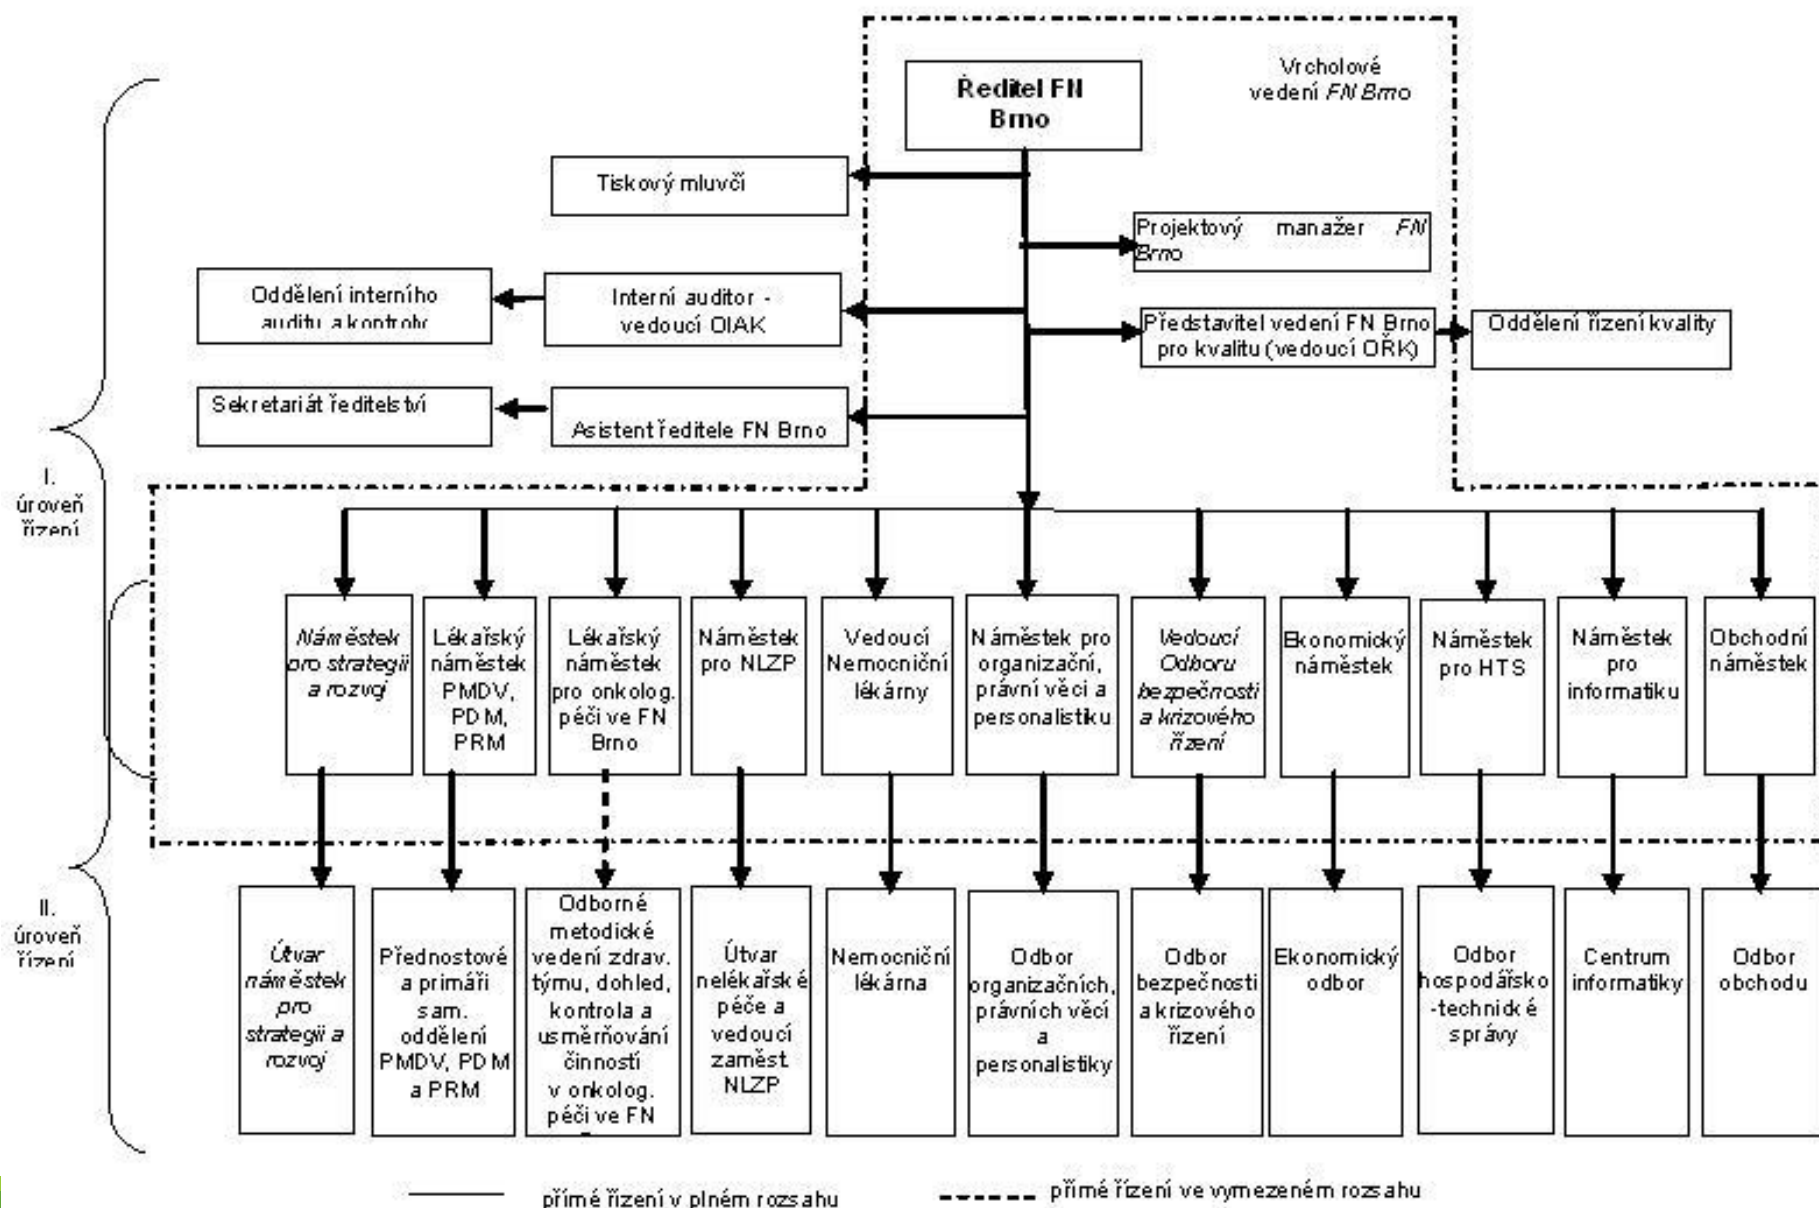 Ředitel FN
Brno
Vrcholové
vedení FN Brno
Tiskový mluvčí
Projektový manažer FN
Brno
Oddělení interního
auditu a kontroly
Interní auditor -
vedoucí OIAK
Představitel vedení FN Brno
pro kvalitu (vedoucí OŘK)
Oddělení řízení kvality
Sekretariát ředitelství
Asistent ředitele FN Brno
I.
úroveň
řízení
Náměstek
pro strategii
a rozvoj
Lékařský
náměstek
PMDV,
PDM,
PRM
Lékařský
náměstek
pro onkolog.
péči ve FN
Brno
Náměstek
pro NLZP
Vedoucí
Nemocniční
lékárny
Náměstek pro
organizační,
právní věci a
personalistiku
Vedoucí
Odboru
bezpečnosti
a krizového
řízení
Ekonomický
náměstek
Náměstek
pro HTS
Náměstek
pro
informatiku
Obchodní
náměstek
II.
úroveň
řízení
Útvar
náměstek
pro
strategii a
rozvoj
Přednostové
a primáři
sam.
oddělení
PMDV, PDM
a PRM
Odborné
metodické
vedení zdrav.
týmu, dohled,
kontrola a
usměrňování
činností
v onkolog.
péči ve FN
Útvar
nelékařské
péče a
vedoucí
zaměst.
NLZP
Nemocniční
lékárna
Odbor
organizačních,
právních věcí
a
personalistiky
Odbor
bezpečnosti
a krizového
řízení
Ekonomický
odbor
Odbor
hospodářsko
-technické
správy
Centrum
informatiky
Odbor
obchodu
přímé řízení v plném rozsahu
přímé řízení ve vymezeném rozsahu